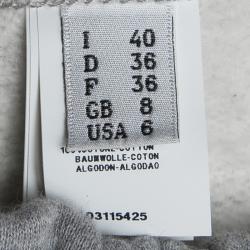 I 40
D 36
F 36
GB 8
USA 6
BAUMWOLLE-COTON
ALGODON-ALGODAO
03115425